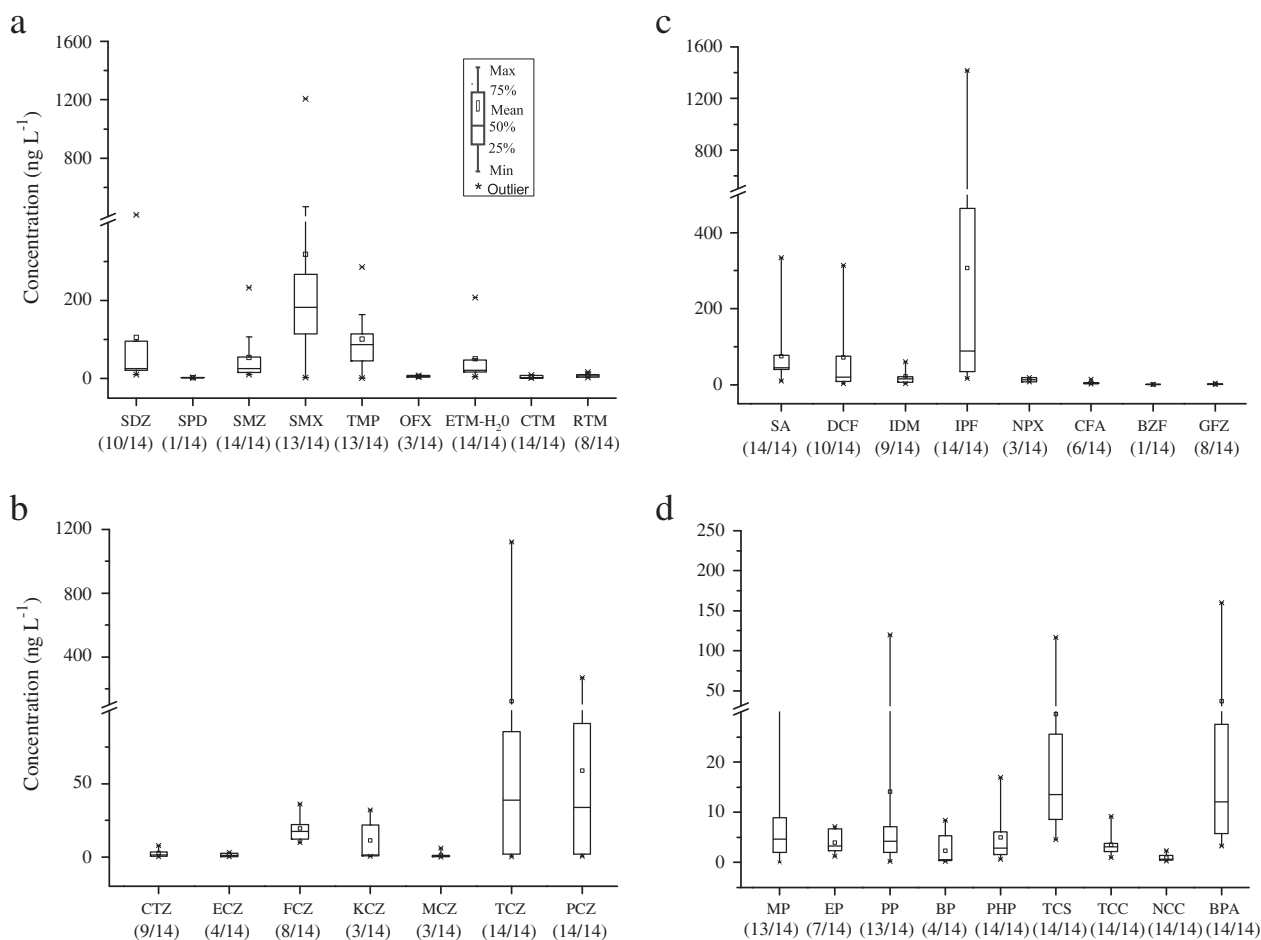 a
Concentration (ng L⁻¹)
1600
1200
800
400
200
0
Max
75%
Mean
50%
25%
Min
* Outlier
SDZ SPD SMZ SMX TMP OFX ETM-H₂0 CTM RTM
(10/14) (1/14) (14/14) (13/14) (13/14) (3/14) (14/14) (14/14) (8/14)
c
1600
1200
800
400
200
0
SA DCF IDM IPF NPX CFA BZF GFZ
(14/14) (10/14) (9/14) (14/14) (3/14) (6/14) (1/14) (8/14)
b
Concentration (ng L⁻¹)
1200
800
400
50
0
CTZ ECZ FCZ KCZ MCZ TCZ PCZ
(9/14) (4/14) (8/14) (3/14) (3/14) (14/14) (14/14)
d
250
200
150
100
50
20
10
0
MP EP PP BP PHP TCS TCC NCC BPA
(13/14) (7/14) (13/14) (4/14) (14/14) (14/14) (14/14) (14/14) (14/14)